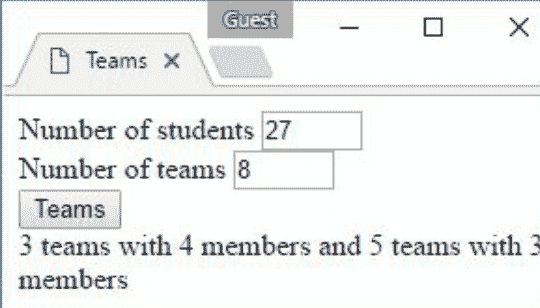 Guest
Teams
Number of students 27
Number of teams 8
Teams
3 teams with 4 members and 5 teams with 3
members